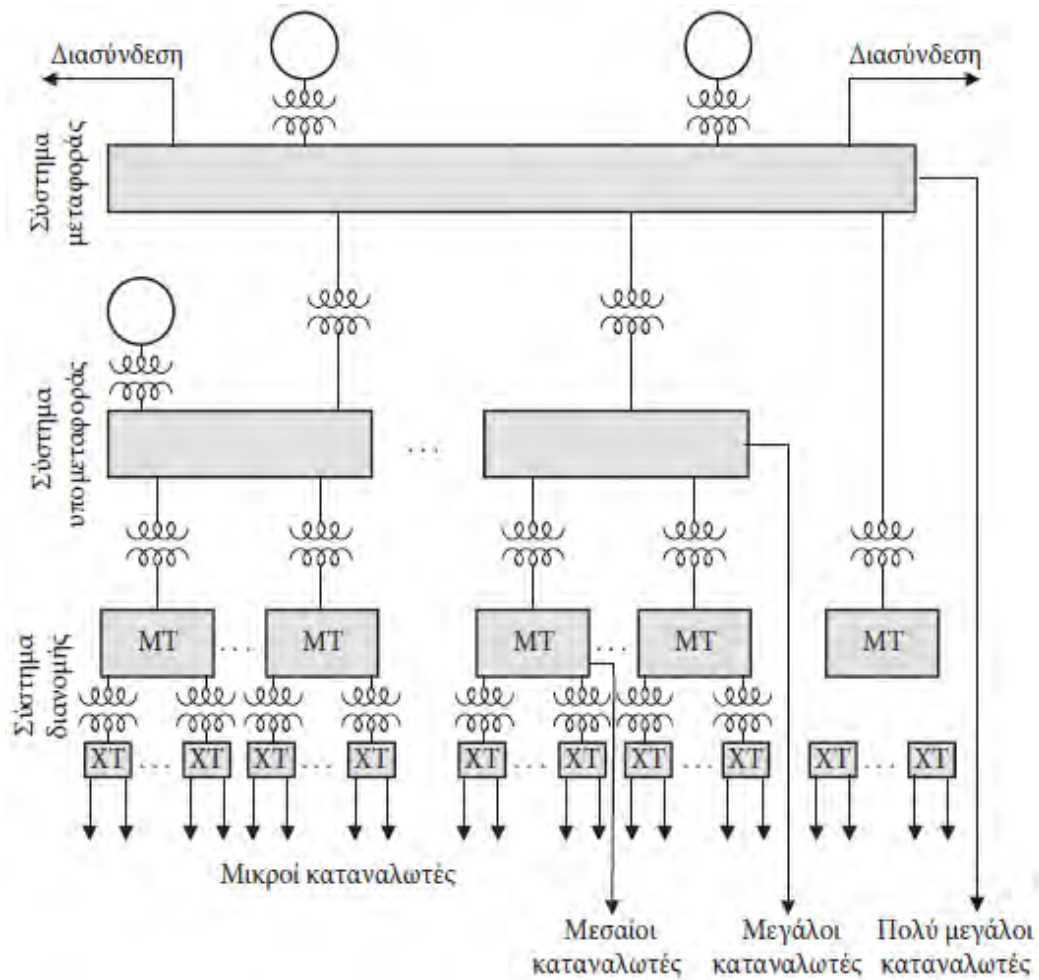 Διασύνδεση
Διασύνδεση
Σύστημα
μεταφοράς
Σύστημα
υπομεταφοράς
...
Σύστημα
διανομής
ΜΤ ... ΜΤ ΜΤ ... ΜΤ ΜΤ
ΧΤ ... ΧΤ ΧΤ ... ΧΤ ΧΤ ... ΧΤ ΧΤ ... ΧΤ ΧΤ ... ΧΤ
Μικροί καταναλωτές
Μεσαίοι
καταναλωτές
Μεγάλοι
καταναλωτές
Πολύ μεγάλοι
καταναλωτές